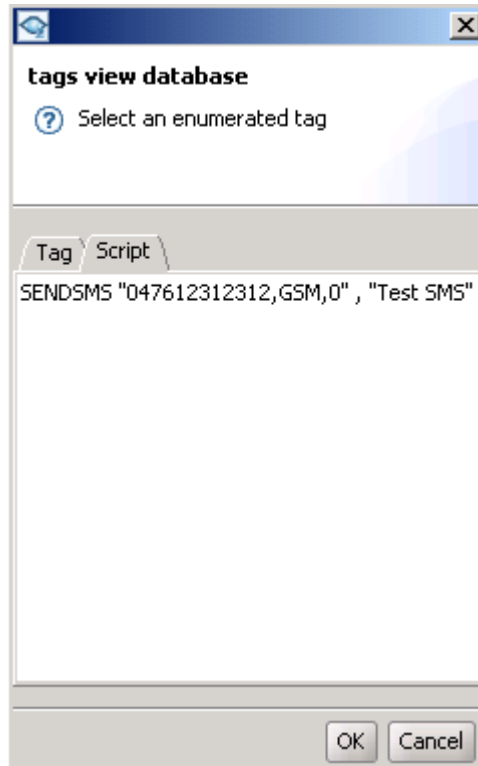 tags view database
Select an enumerated tag
Tag Script
SENDSMS "047612312312,GSM,0" , "Test SMS"
OK Cancel